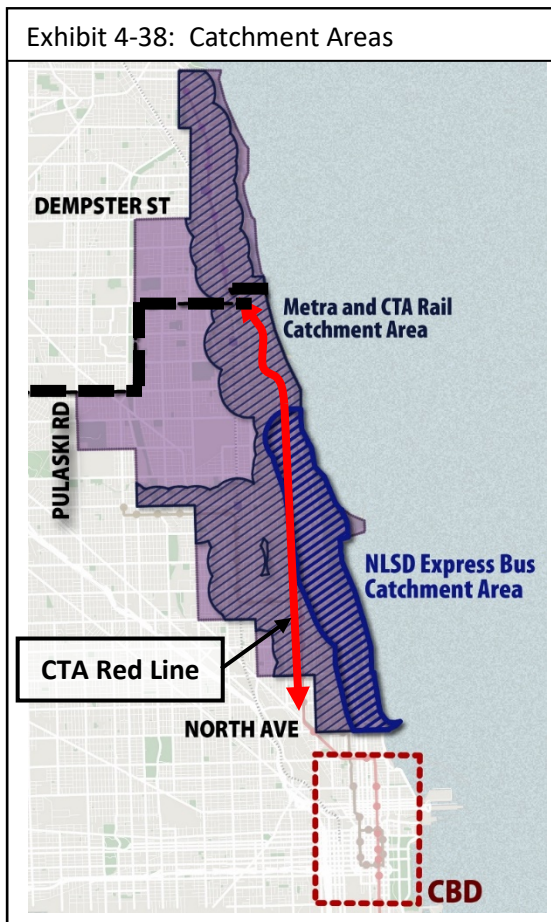 Exhibit 4-38: Catchment Areas
DEMPSTER ST
Metra and CTA Rail
Catchment Area
PULASKI RD
NLSD Express Bus
Catchment Area
CTA Red Line
NORTH AVE
CBD